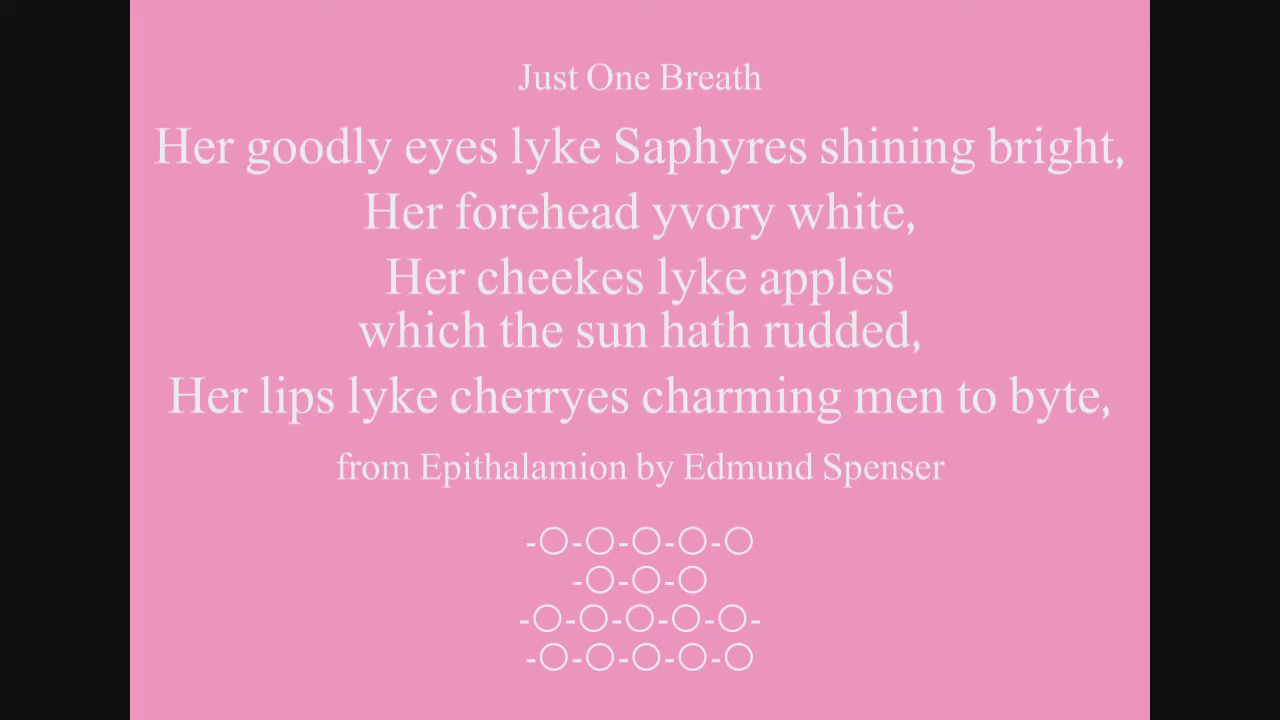 Just One Breath
Her goodly eyes lyke Saphyres shining bright,
Her forehead yvory white,
Her cheekes lyke apples
which the sun hath rudded,
Her lips lyke cherryes charming men to byte,
from Epithalamion by Edmund Spenser
-○-○-○-○-○
-○-○-○
-○-○-○-○-○-
-○-○-○-○-○